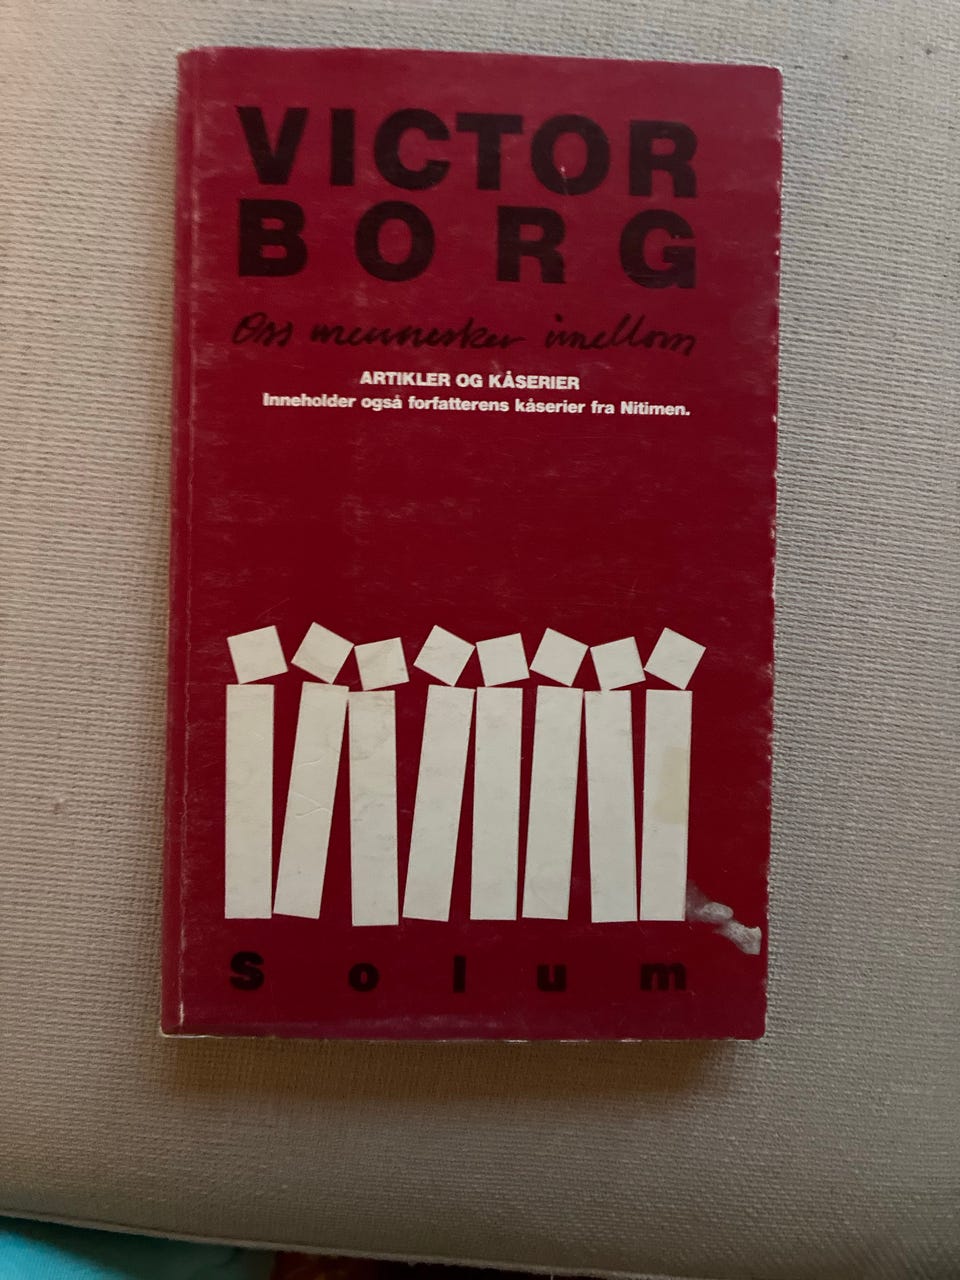 VICTOR
BORG
Oss mennesker imellom
ARTIKLER OG KÅSERIER
Inneholder også forfatterens kåserier fra Nitimen.
Solum